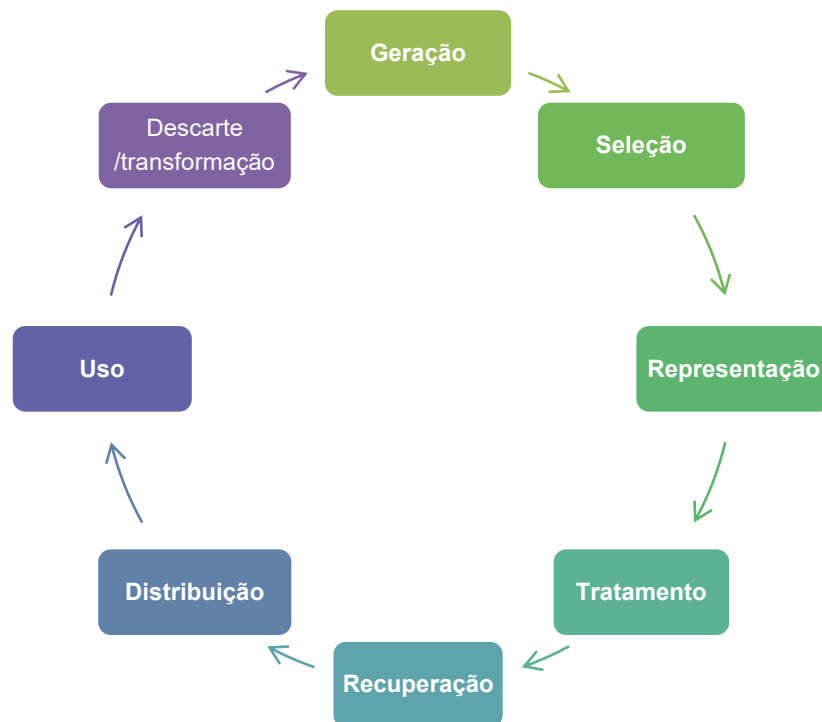 Geração
Seleção
Representação
Tratamento
Recuperação
Distribuição
Uso
Descarte
/transformação